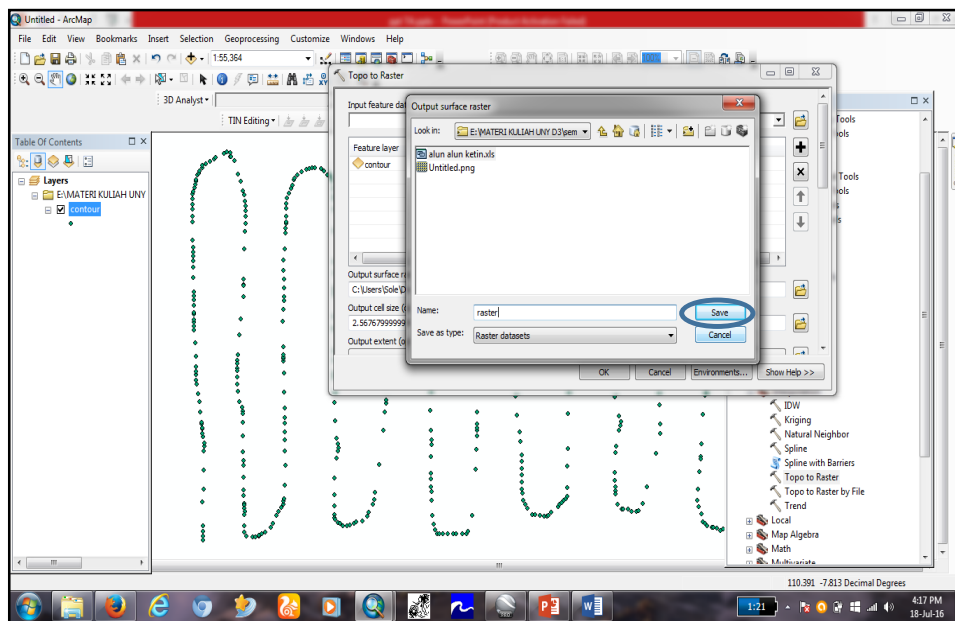 Untitled - ArcMap
File Edit View Bookmarks Insert Selection Geoprocessing Customize Windows Help
1:55,364
3D Analyst
TIN Editing
Table Of Contents
Layers
E:\MATERI KULIAH UNY
contour
Topo to Raster
Input feature dat
Feature layer
contour
Output surface ra
C:\Users\Sole\D
Output cell size (
2.56767999999
Output extent (o
OK Cancel Environments... Show Help >>
Output surface raster
Look in: E:\MATERI KULIAH UNY D3\sem
alun alun ketin.xls
Untitled.png
Name: raster Save
Save as type: Raster datasets Cancel
Tools
ols
Tools
ols
IDW
Kriging
Natural Neighbor
Spline
Spline with Barriers
Topo to Raster
Topo to Raster by File
Trend
Local
Map Algebra
Math
Multivariate
110.391 -7.813 Decimal Degrees
1:21
4:17 PM
18-Jul-16